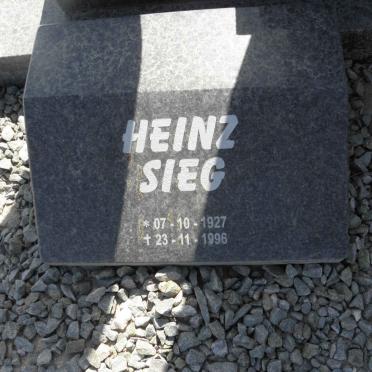 HEINZ
SIEG
* 07 - 10 - 1927
✝ 23 - 11 - 1996